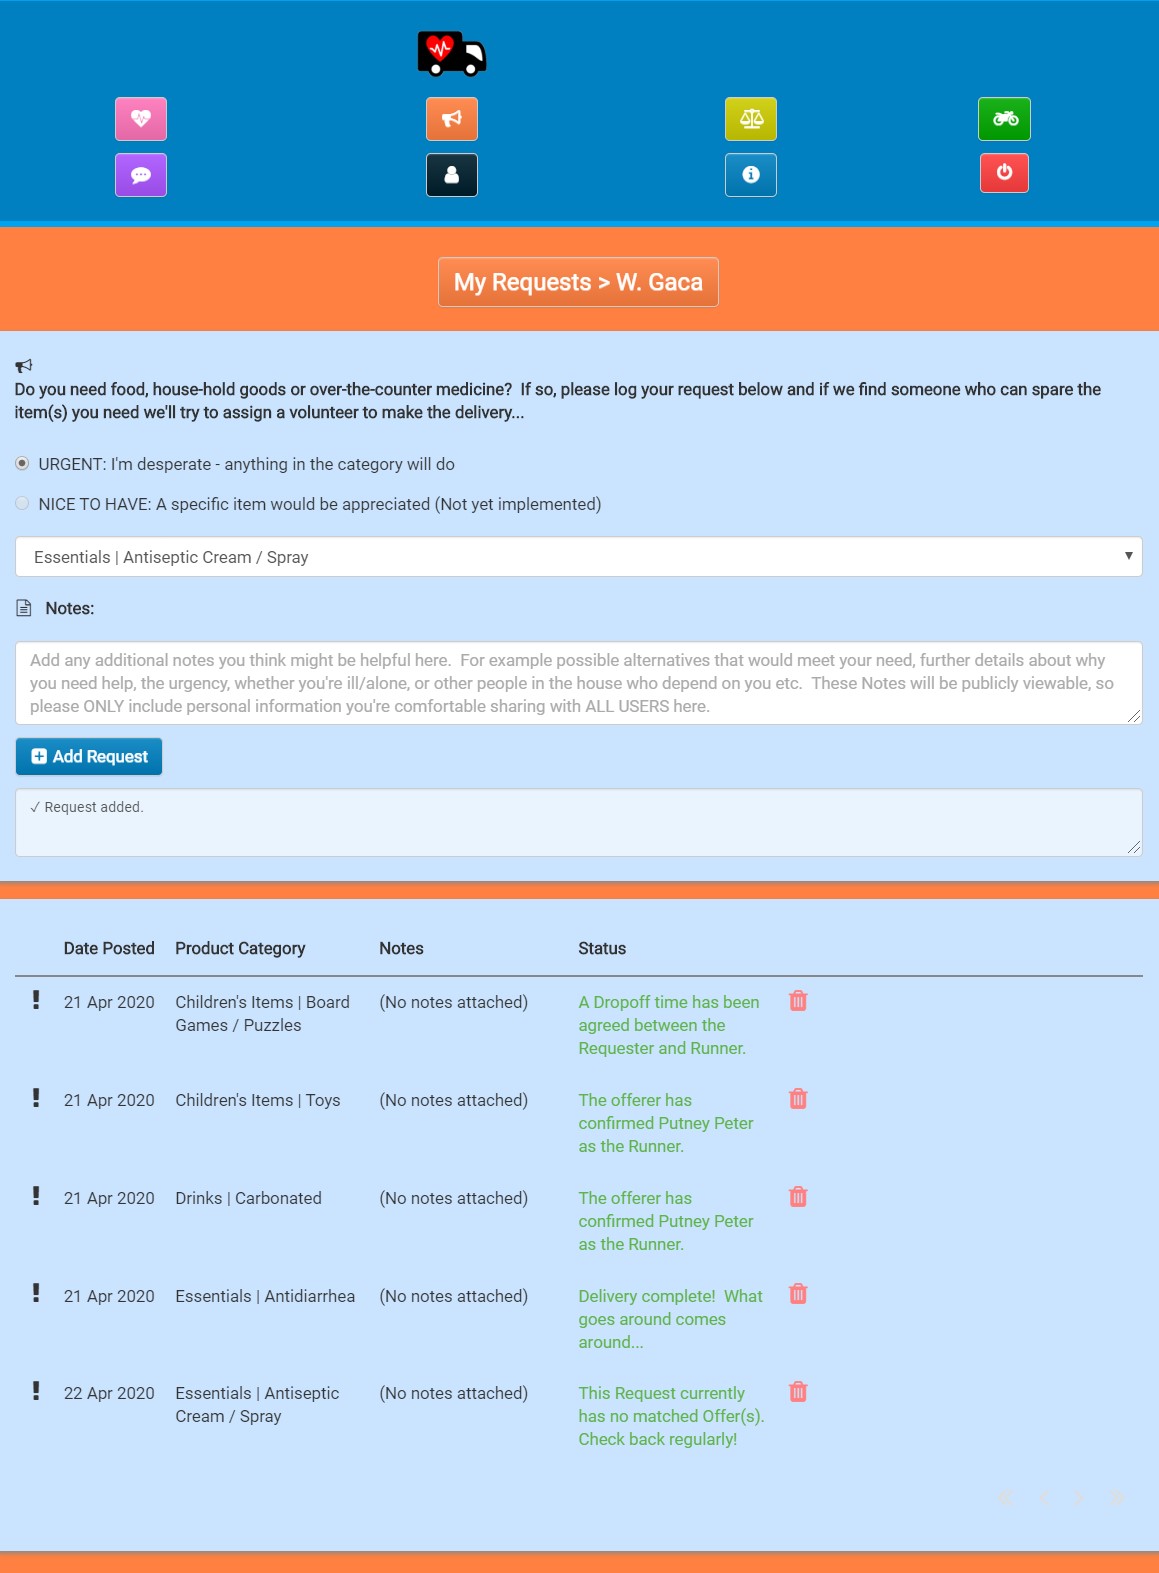 My Requests > W. Gaca
Do you need food, house-hold goods or over-the-counter medicine?  If so, please log your request below and if we find someone who can spare the
item(s) you need we'll try to assign a volunteer to make the delivery...
URGENT: I'm desperate - anything in the category will do
NICE TO HAVE: A specific item would be appreciated (Not yet implemented)
Essentials | Antiseptic Cream / Spray
Notes:
Add any additional notes you think might be helpful here.  For example possible alternatives that would meet your need, further details about why
you need help, the urgency, whether you're ill/alone, or other people in the house who depend on you etc.  These Notes will be publicly viewable, so
please ONLY include personal information you're comfortable sharing with ALL USERS here.
Add Request
✓ Request added.
Date Posted Product Category Notes Status
! 21 Apr 2020 Children's Items | Board (No notes attached) A Dropoff time has been
Games / Puzzles agreed between the
Requester and Runner.
! 21 Apr 2020 Children's Items | Toys (No notes attached) The offerer has
confirmed Putney Peter
as the Runner.
! 21 Apr 2020 Drinks | Carbonated (No notes attached) The offerer has
confirmed Putney Peter
as the Runner.
! 21 Apr 2020 Essentials | Antidiarrhea (No notes attached) Delivery complete!  What
goes around comes
around...
! 22 Apr 2020 Essentials | Antiseptic (No notes attached) This Request currently
Cream / Spray has no matched Offer(s).
Check back regularly!